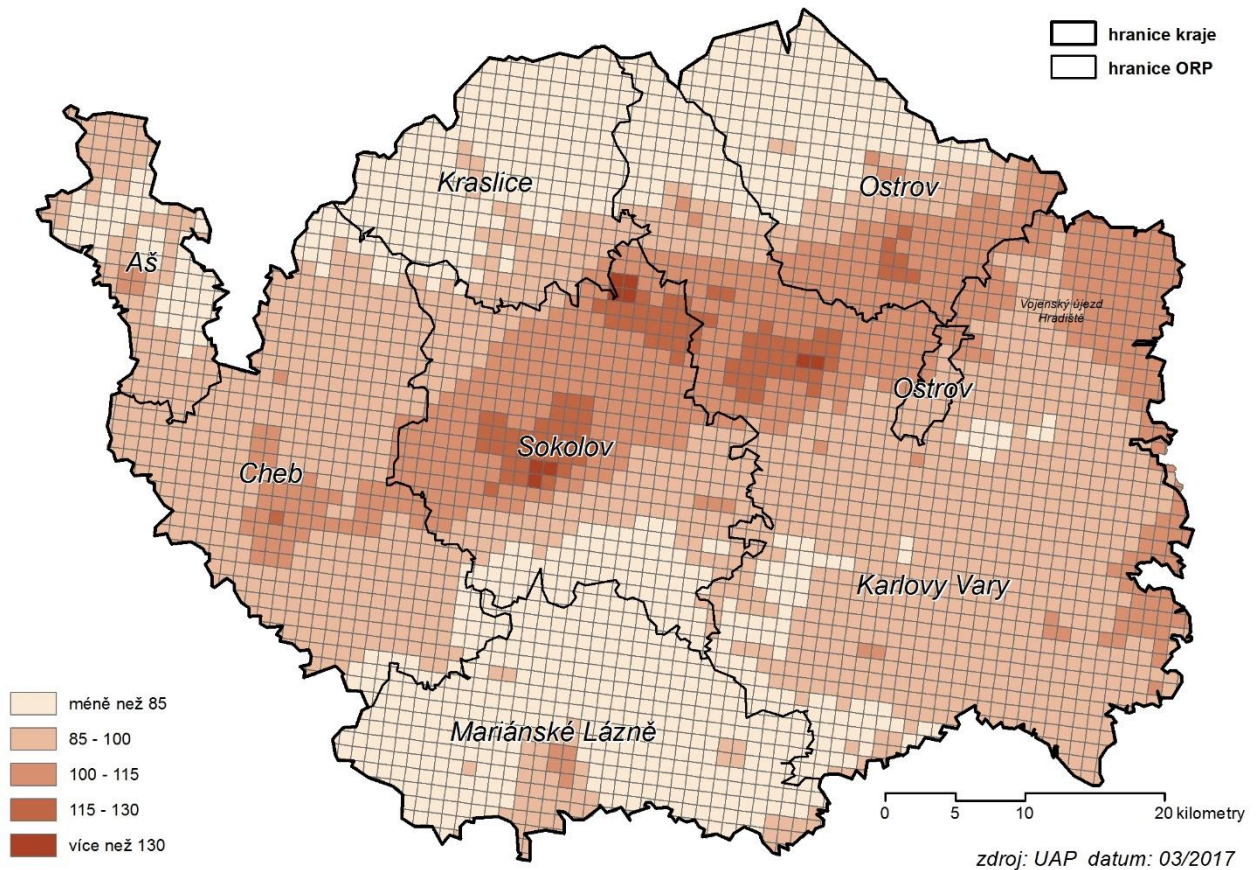 hranice kraje
hranice ORP
Kraslice
Ostrov
Aš
Vojenský újezd
Hradiště
Ostrov
Sokolov
Cheb
Karlovy Vary
Mariánské Lázně
méně než 85
85 - 100
100 - 115
115 - 130
více než 130
0 5 10 20 kilometry
zdroj: UAP datum: 03/2017